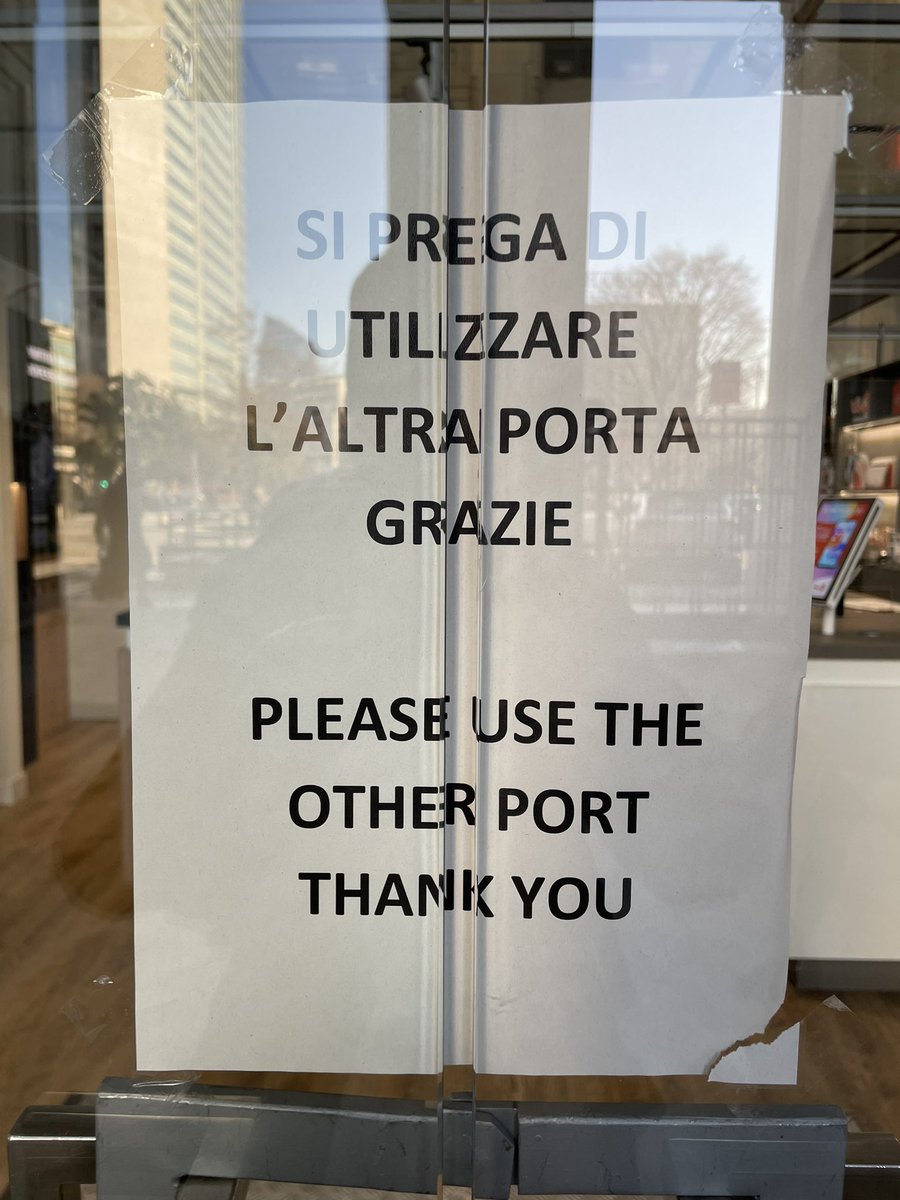 SI PREGA DI
UTILIZZARE
L'ALTRA PORTA
GRAZIE
PLEASE USE THE
OTHER PORT
THANK YOU